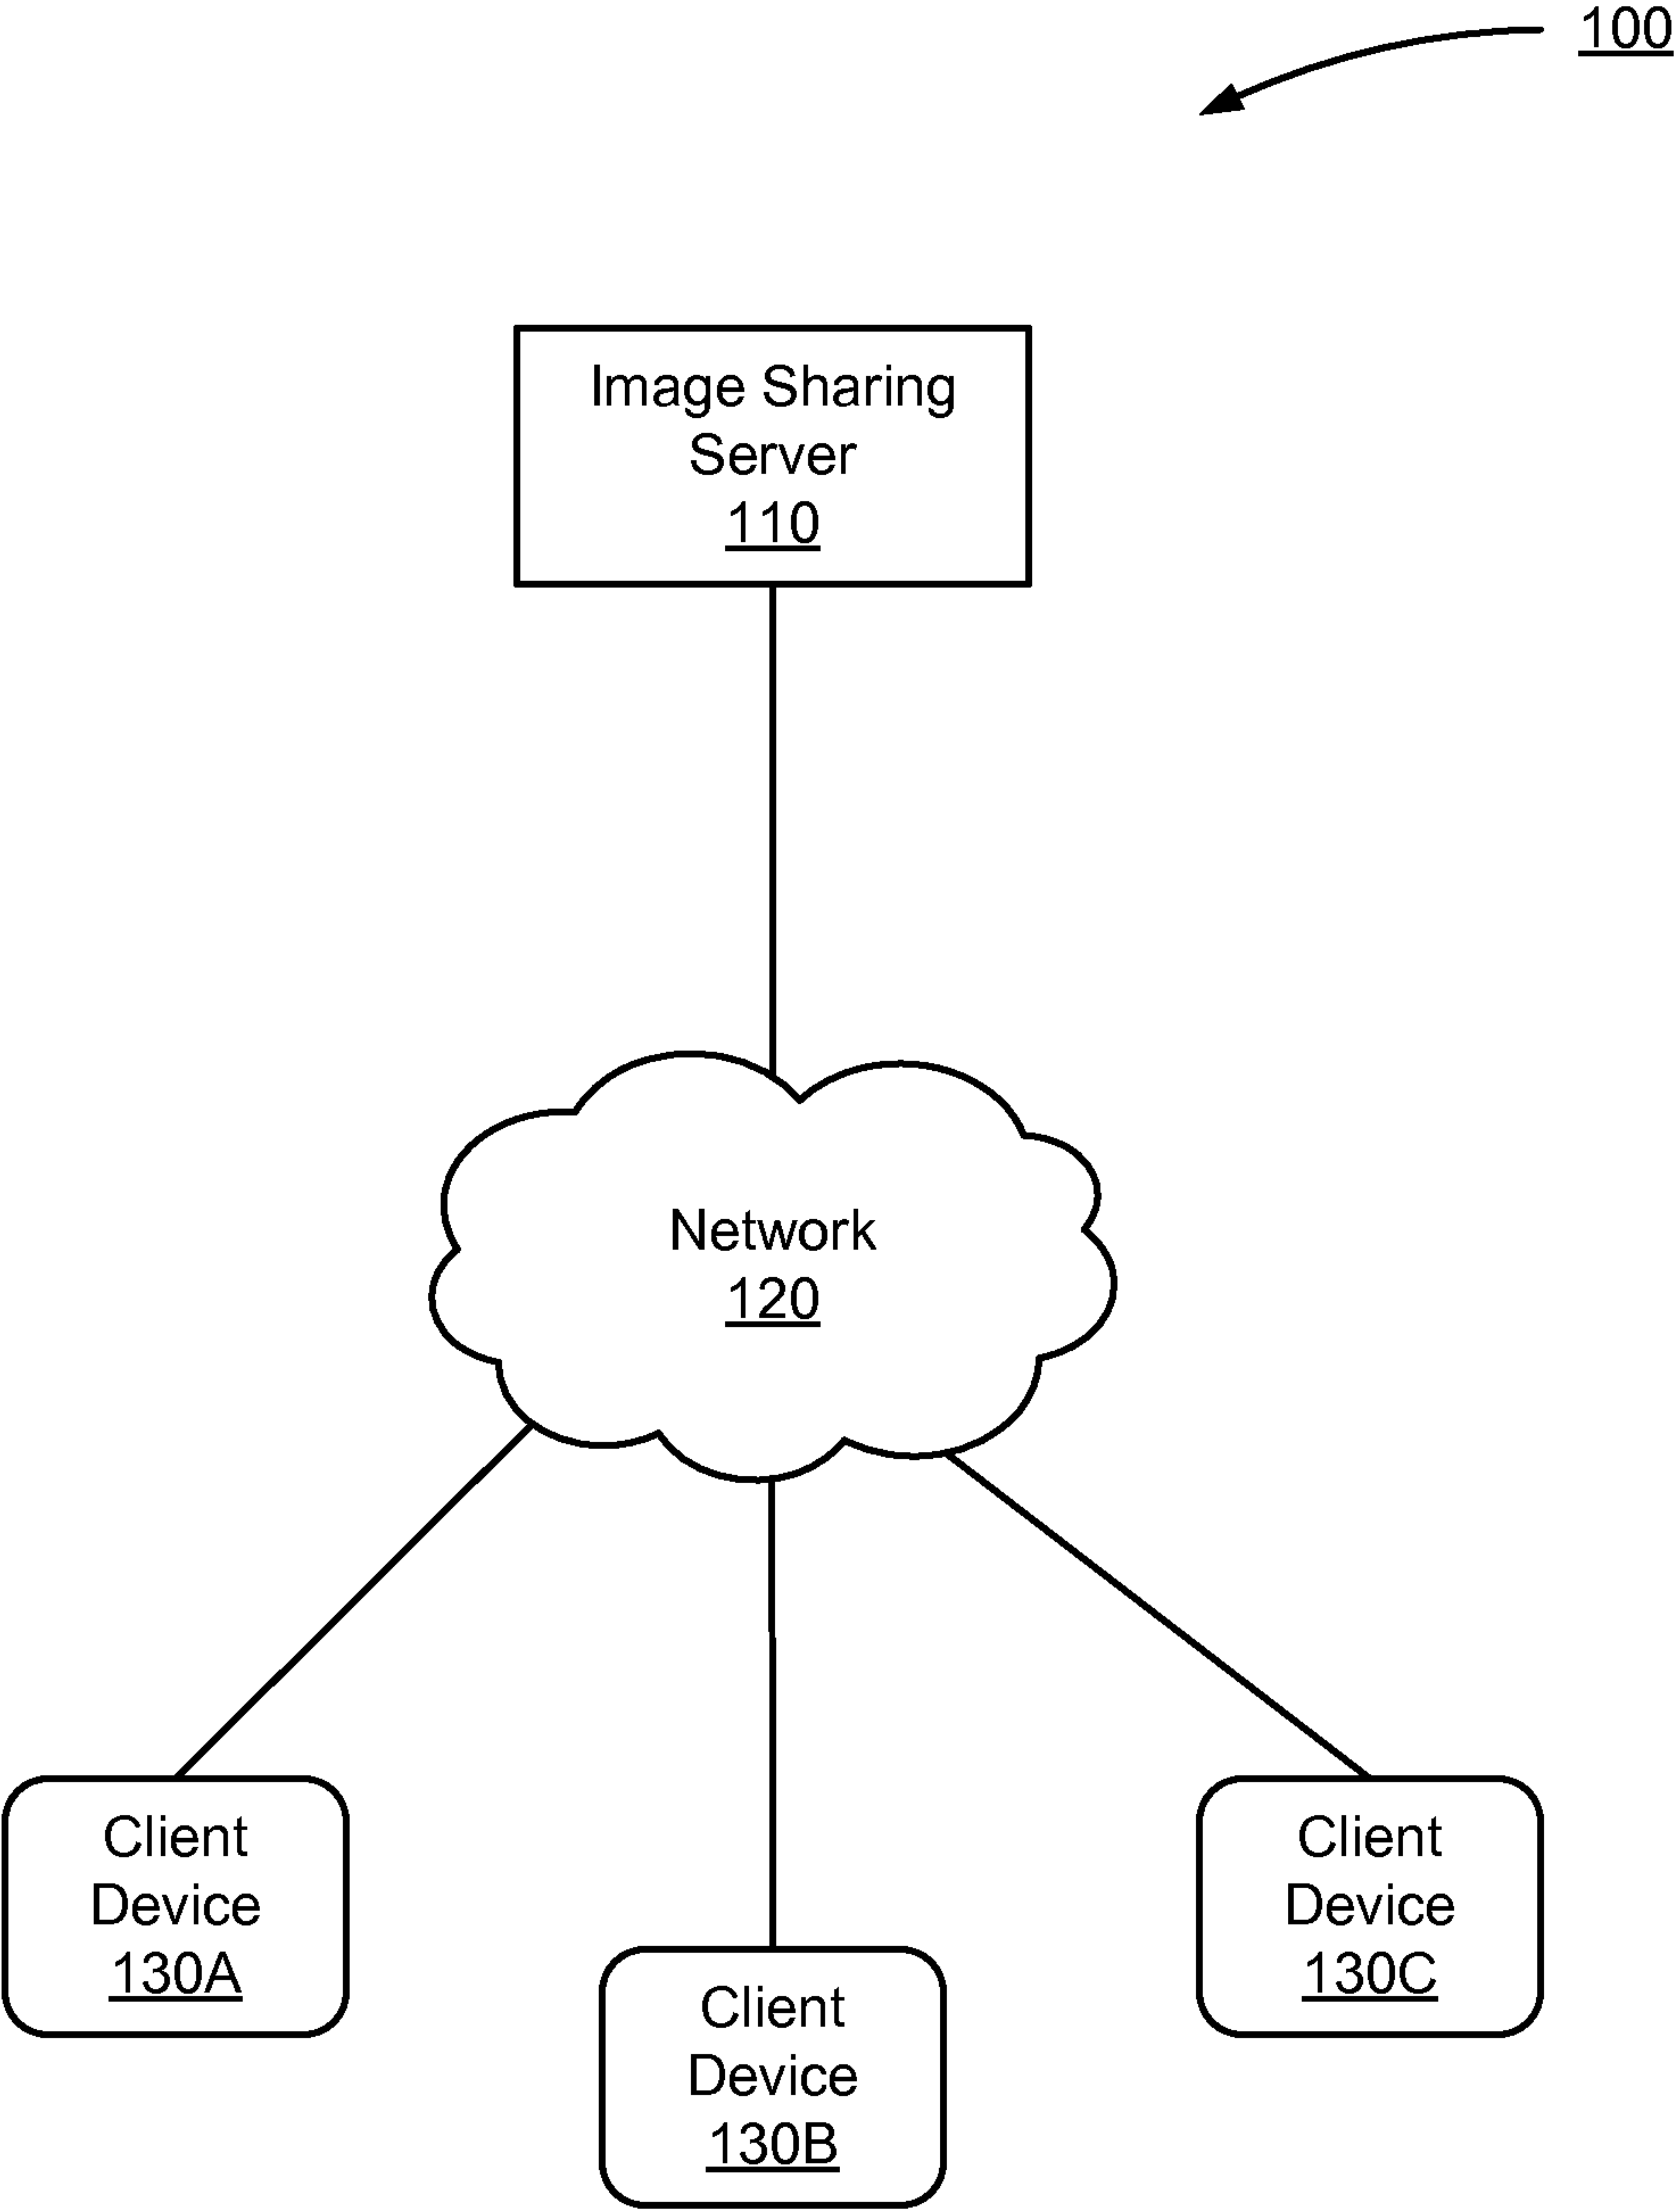 100
Image Sharing
Server
110
Network
120
Client
Device
130A
Client
Device
130B
Client
Device
130C